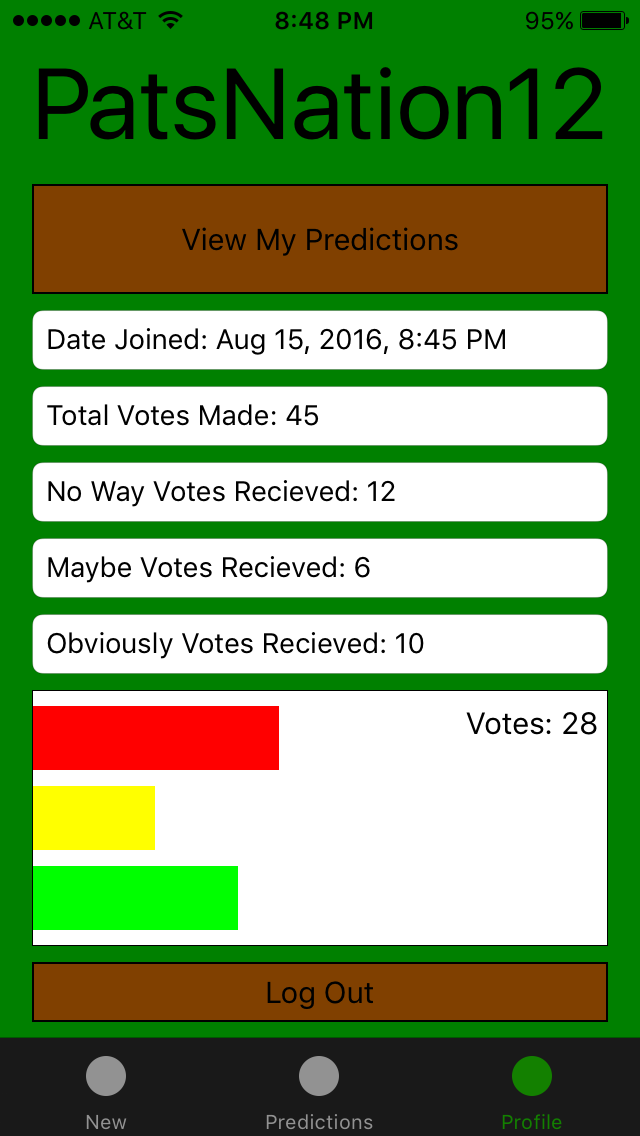 AT&T 8:48 PM 95%
PatsNation12
View My Predictions
Date Joined: Aug 15, 2016, 8:45 PM
Total Votes Made: 45
No Way Votes Recieved: 12
Maybe Votes Recieved: 6
Obviously Votes Recieved: 10
Votes: 28
Log Out
New Predictions Profile